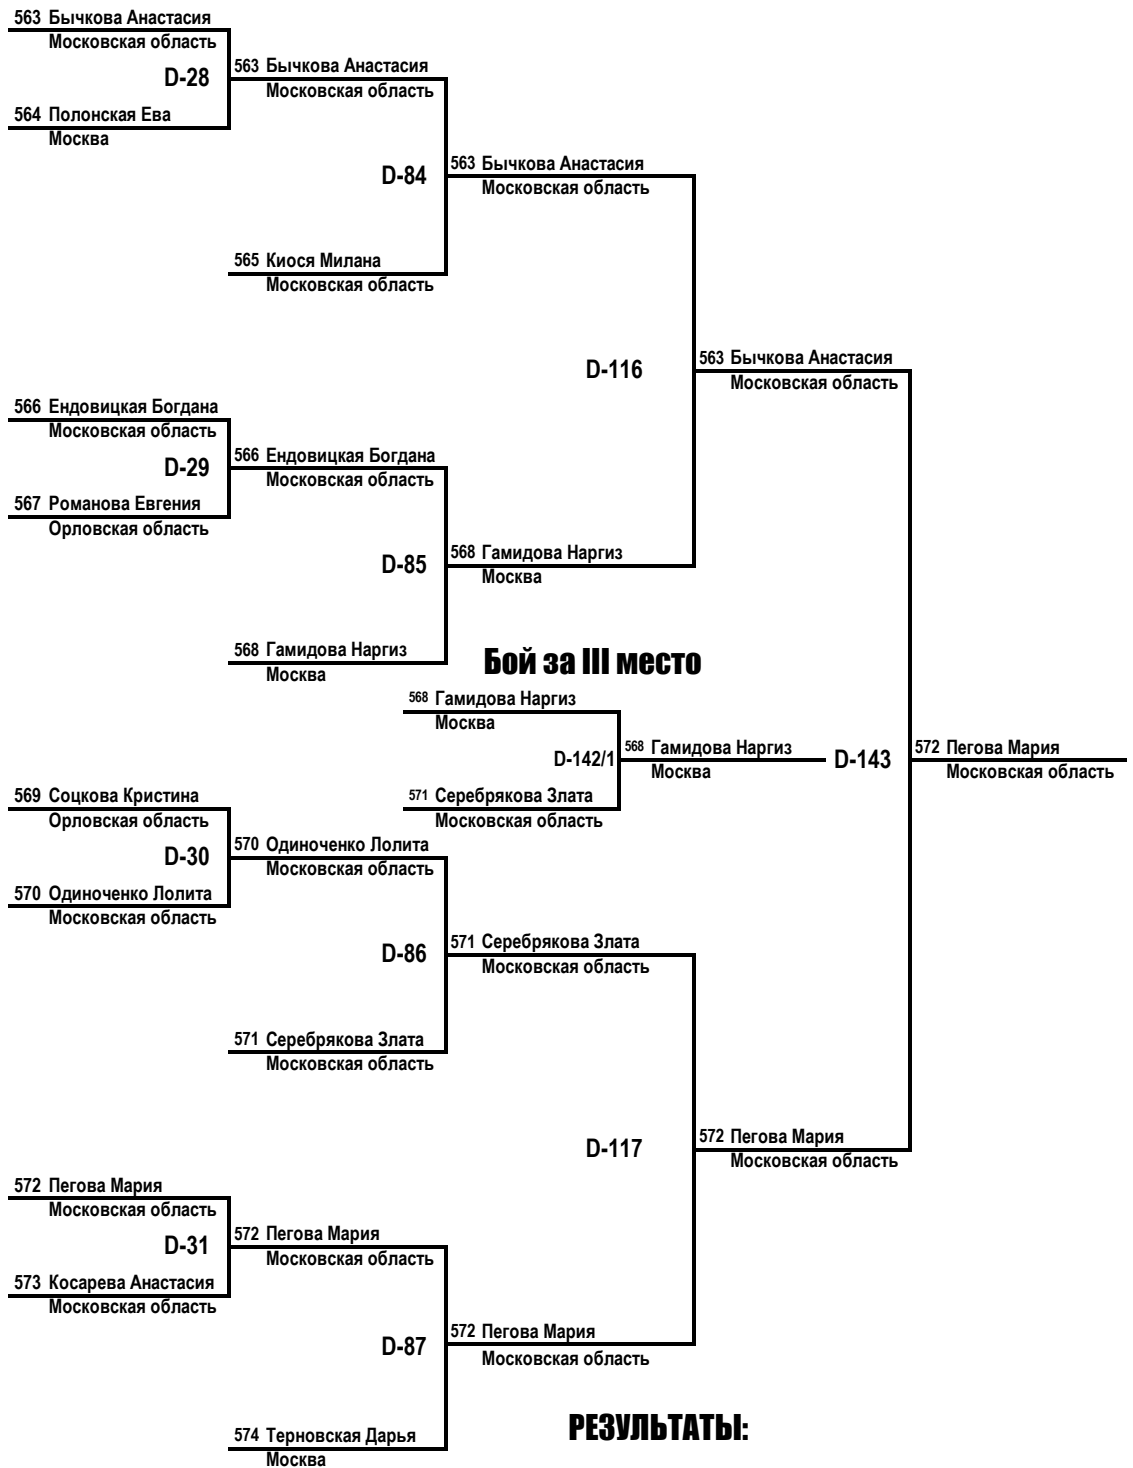 563 Бычкова Анастасия
Московская область
D-28
563 Бычкова Анастасия
Московская область
564 Полонская Ева
Москва
D-84
563 Бычкова Анастасия
Московская область
565 Киося Милана
Московская область
D-116
563 Бычкова Анастасия
Московская область
566 Ендовицкая Богдана
Московская область
D-29
566 Ендовицкая Богдана
Московская область
567 Романова Евгения
Орловская область
D-85
568 Гамидова Наргиз
Москва
568 Гамидова Наргиз
Москва
Бой за III место
568 Гамидова Наргиз
Москва
D-142/1
568 Гамидова Наргиз
Москва
D-143
572 Пегова Мария
Московская область
571 Серебрякова Злата
Московская область
569 Соцкова Кристина
Орловская область
D-30
570 Одиноченко Лолита
Московская область
570 Одиноченко Лолита
Московская область
D-86
571 Серебрякова Злата
Московская область
571 Серебрякова Злата
Московская область
D-117
572 Пегова Мария
Московская область
572 Пегова Мария
Московская область
D-31
572 Пегова Мария
Московская область
573 Косарева Анастасия
Московская область
D-87
572 Пегова Мария
Московская область
574 Терновская Дарья
Москва
РЕЗУЛЬТАТЫ: